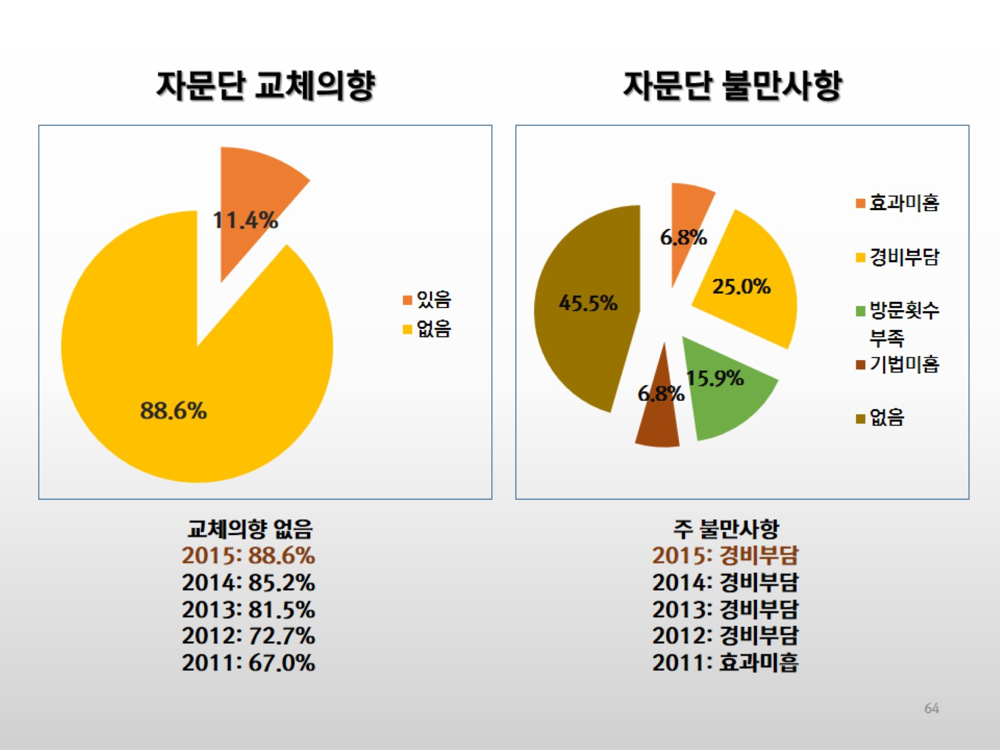 자문단 교체의향
11.4%
88.6%
있음
없음
교체의향 없음
2015: 88.6%
2014: 85.2%
2013: 81.5%
2012: 72.7%
2011: 67.0%
자문단 불만사항
6.8%
25.0%
45.5%
15.9%
6.8%
효과미흡
경비부담
방문횟수
부족
기법미흡
없음
주 불만사항
2015: 경비부담
2014: 경비부담
2013: 경비부담
2012: 경비부담
2011: 효과미흡
64